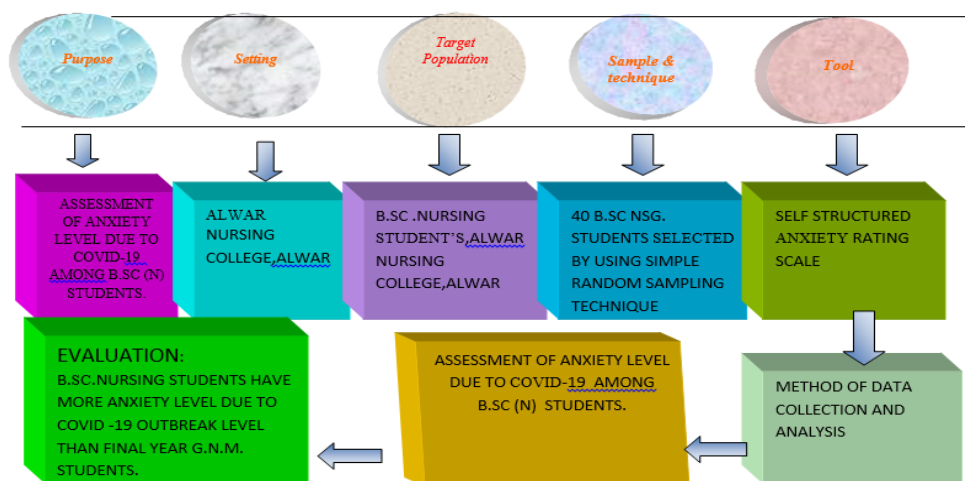 Purpose
Setting
Target
Population
Sample &
technique
Tool
ASSESSMENT
OF ANXIETY
LEVEL DUE TO
COVID-19
AMONG B.SC (N)
STUDENTS.
ALWAR
NURSING
COLLEGE,ALWAR
B.SC .NURSING
STUDENT'S,ALWAR
NURSING
COLLEGE,ALWAR
40 B.SC NSG.
STUDENTS SELECTED
BY USING SIMPLE
RANDOM SAMPLING
TECHNIQUE
SELF STRUCTURED
ANXIETY RATING
SCALE
METHOD OF DATA
COLLECTION AND
ANALYSIS
ASSESSMENT OF ANXIETY LEVEL
DUE TO COVID-19 AMONG
B.SC (N) STUDENTS.
EVALUATION:
B.SC.NURSING STUDENTS HAVE
MORE ANXIETY LEVEL DUE TO
COVID -19 OUTBREAK LEVEL
THAN FINAL YEAR G.N.M.
STUDENTS.